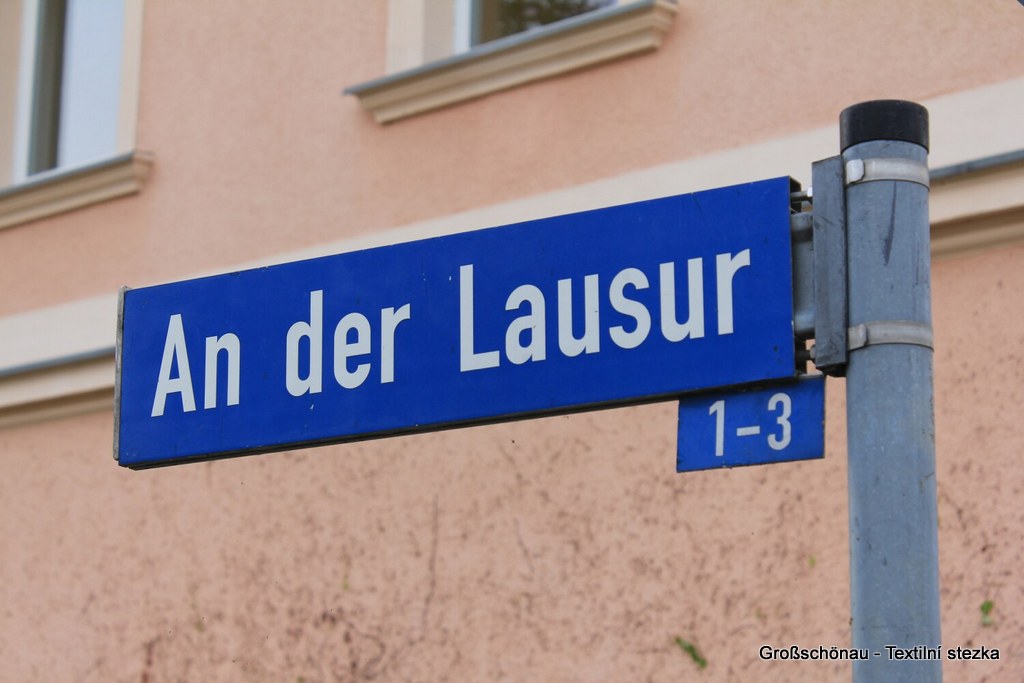 An der Lausur
1-3
Großschönau - Textilní stezka